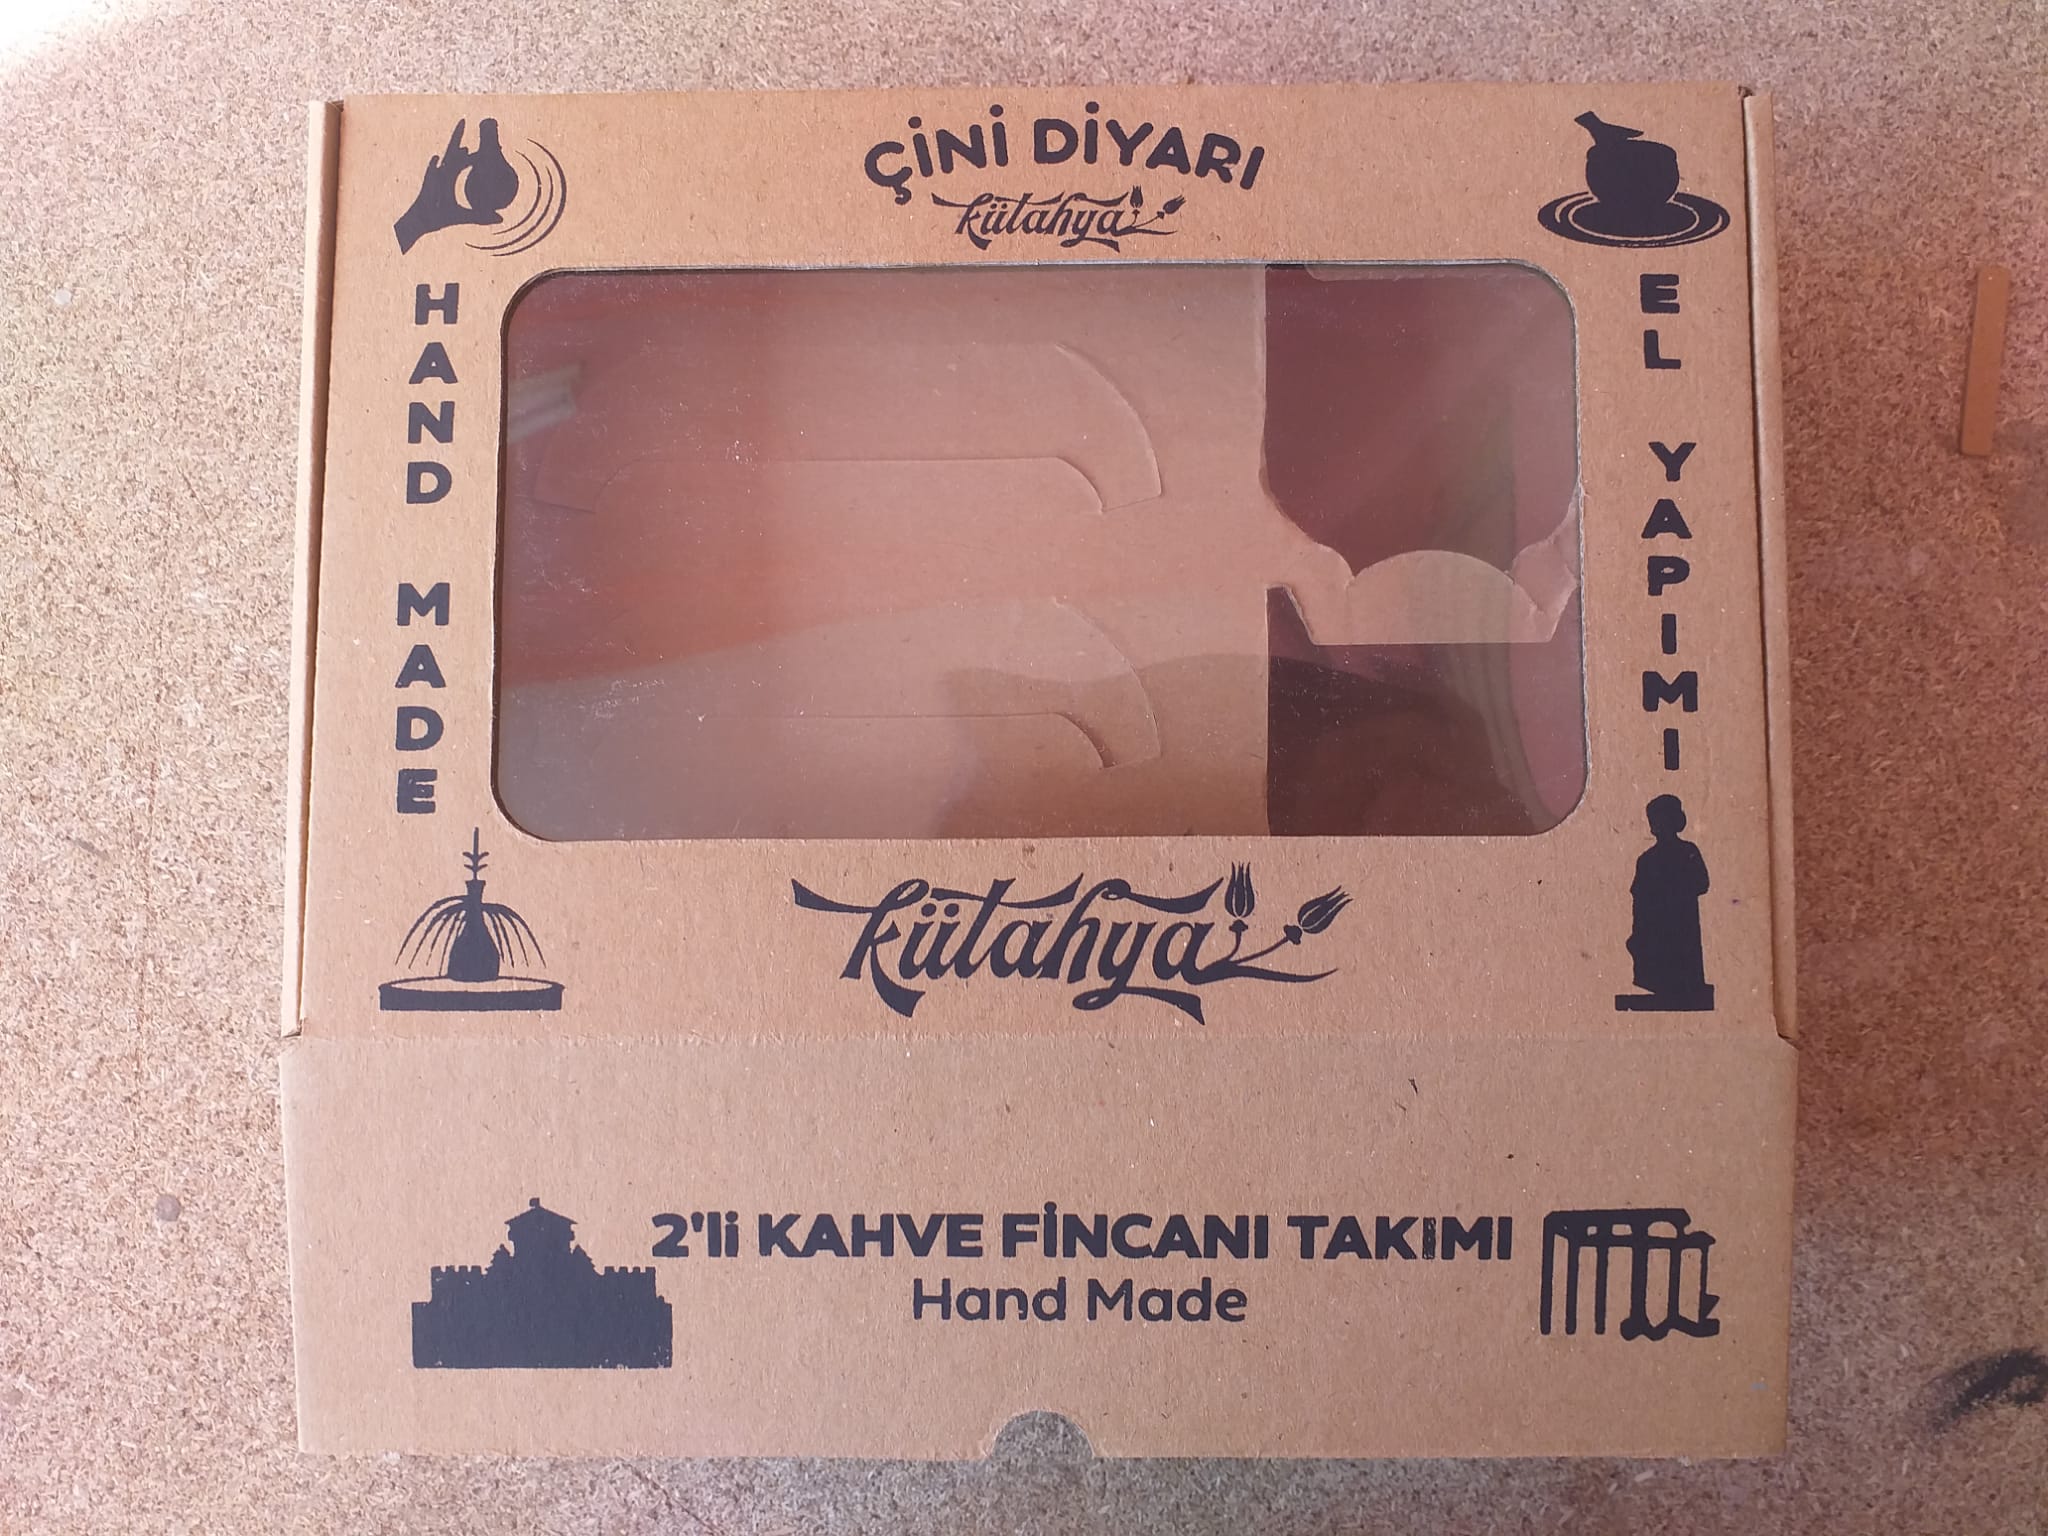 ÇİNİ DİYARI
kütahya
HAND MADE
EL YAPIMI
kütahya
2'li KAHVE FİNCANI TAKIMI
Hand Made